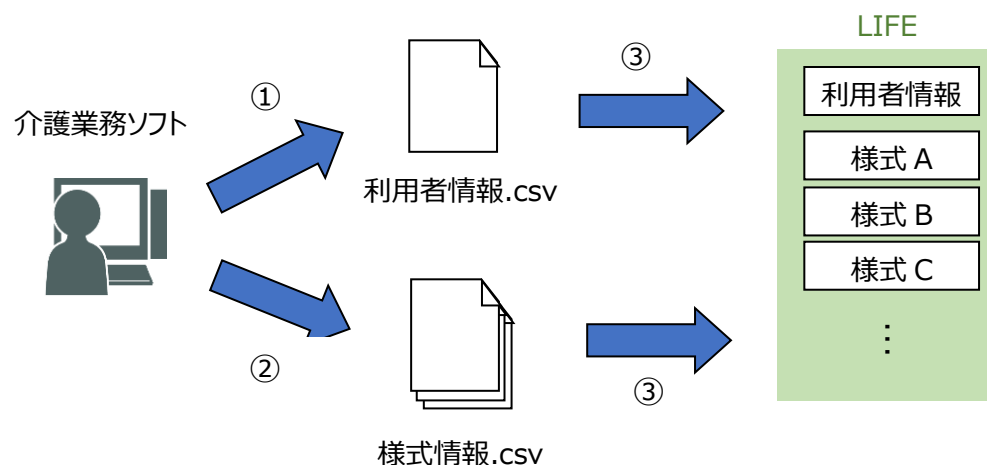 LIFE
介護業務ソフト
①
利用者情報.csv
②
様式情報.csv
③
③
利用者情報
様式 A
様式 B
様式 C
⋮